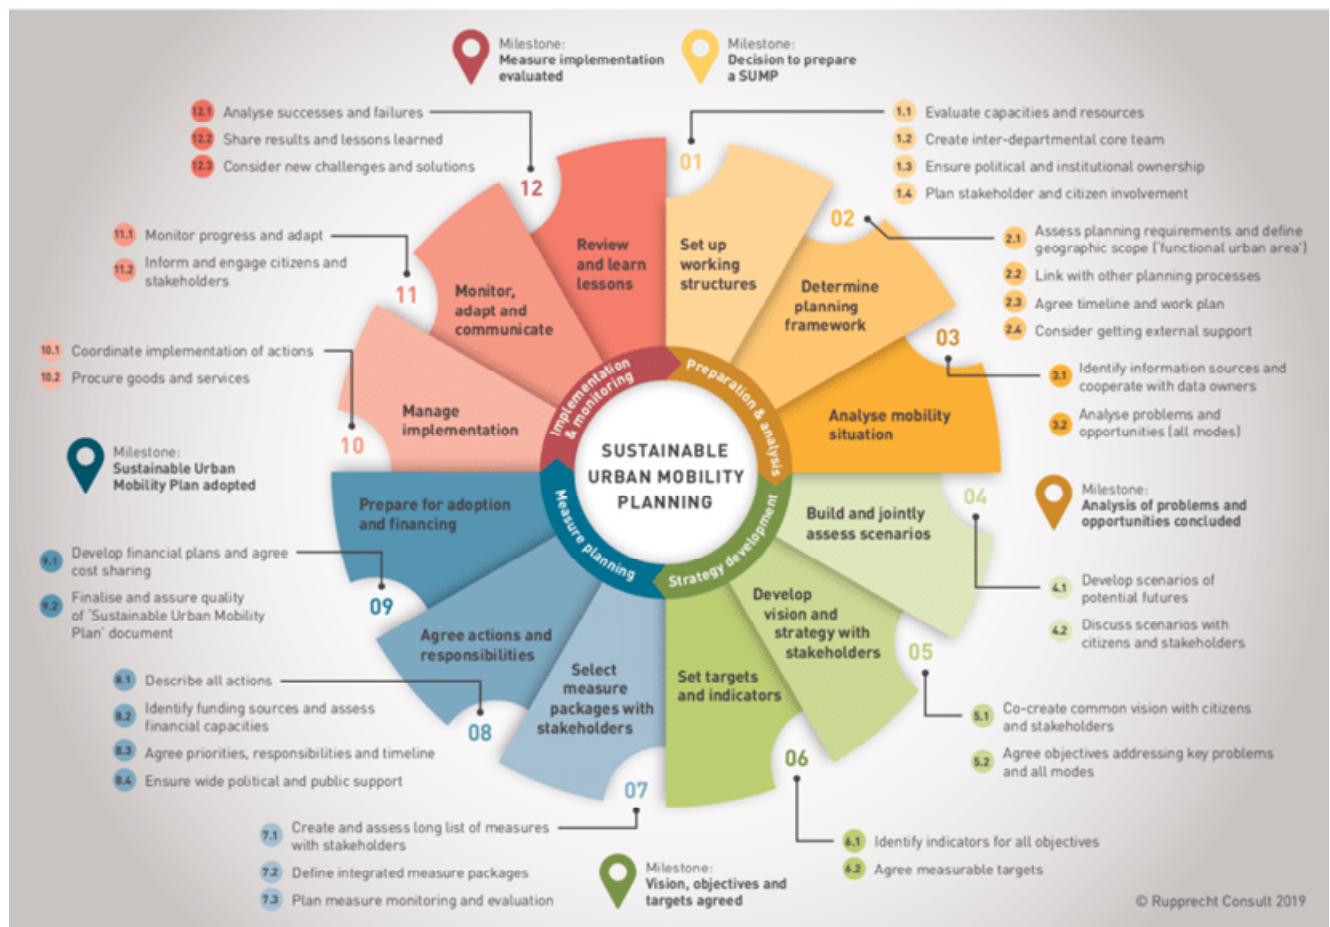 Milestone:
Measure implementation
evaluated
Milestone:
Decision to prepare
a SUMP
12.1 Analyse successes and failures
12.2 Share results and lessons learned
12.3 Consider new challenges and solutions
1.1 Evaluate capacities and resources
1.2 Create inter-departmental core team
1.3 Ensure political and institutional ownership
1.4 Plan stakeholder and citizen involvement
11.1 Monitor progress and adapt
11.2 Inform and engage citizens and
stakeholders
2.1 Assess planning requirements and define
geographic scope ('functional urban area')
2.2 Link with other planning processes
2.3 Agree timeline and work plan
2.4 Consider getting external support
10.1 Coordinate implementation of actions
10.2 Procure goods and services
3.1 Identify information sources and
cooperate with data owners
3.2 Analyse problems and
opportunities (all modes)
Milestone:
Sustainable Urban
Mobility Plan adopted
Milestone:
Analysis of problems and
opportunities concluded
9.1 Develop financial plans and agree
cost sharing
9.2 Finalise and assure quality
of 'Sustainable Urban Mobility
Plan' document
4.1 Develop scenarios of
potential futures
4.2 Discuss scenarios with
citizens and stakeholders
8.1 Describe all actions
8.2 Identify funding sources and assess
financial capacities
8.3 Agree priorities, responsibilities and timeline
8.4 Ensure wide political and public support
5.1 Co-create common vision with citizens
and stakeholders
5.2 Agree objectives addressing key problems
and all modes
7.1 Create and assess long list of measures
with stakeholders
7.2 Define integrated measure packages
7.3 Plan measure monitoring and evaluation
Milestone:
Vision, objectives and
targets agreed
6.1 Identify indicators for all objectives
6.2 Agree measurable targets
01
Set up
working
structures
02
Determine
planning
framework
03
Analyse mobility
situation
04
Build and jointly
assess scenarios
05
Develop
vision and
strategy with
stakeholders
06
Set targets
and indicators
07
Select
measure
packages with
stakeholders
08
Agree actions and
responsibilities
09
Prepare for adoption
and financing
10
Manage
implementation
11
Monitor,
adapt and
communicate
12
Review
and learn
lessons
Preparation & analysis
Strategy development
Measure planning
Implementation
& monitoring
SUSTAINABLE
URBAN MOBILITY
PLANNING
© Rupprecht Consult 2019